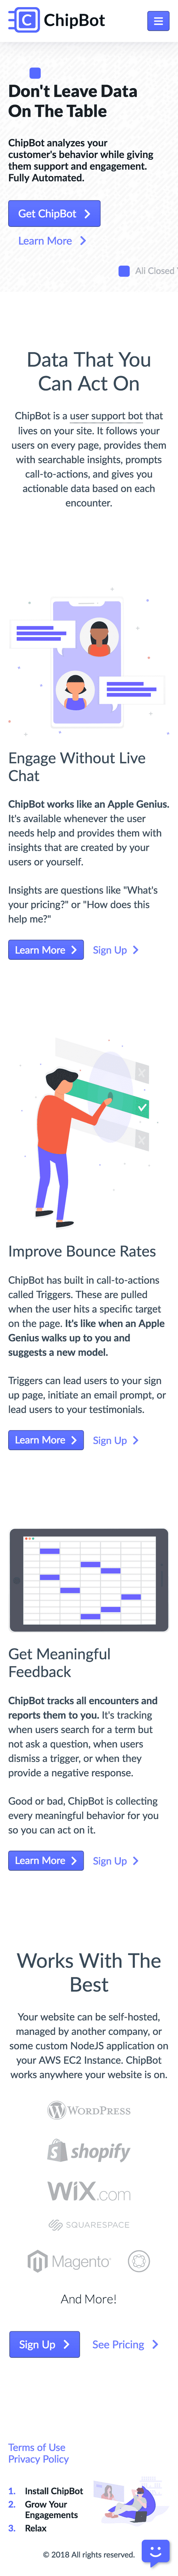 ChipBot
Don't Leave Data
On The Table
ChipBot analyzes your
customer's behavior while giving
them support and engagement.
Fully Automated.
Get ChipBot
Learn More
All Closed
Data That You
Can Act On
ChipBot is a user support bot that
lives on your site. It follows your
users on every page, provides them
with searchable insights, prompts
call-to-actions, and gives you
actionable data based on each
encounter.
Engage Without Live
Chat
ChipBot works like an Apple Genius.
It's available whenever the user
needs help and provides them with
insights that are created by your
users or yourself.
Insights are questions like "What's
your pricing?" or "How does this
help me?"
Learn More Sign Up
Improve Bounce Rates
ChipBot has built in call-to-actions
called Triggers. These are pulled
when the user hits a specific target
on the page. It's like when an Apple
Genius walks up to you and
suggests a new model.
Triggers can lead users to your sign
up page, initiate an email prompt, or
lead users to your testimonials.
Learn More Sign Up
Get Meaningful
Feedback
ChipBot tracks all encounters and
reports them to you. It's tracking
when users search for a term but
not ask a question, when users
dismiss a trigger, or when they
provide a negative response.
Good or bad, ChipBot is collecting
every meaningful behavior for you
so you can act on it.
Learn More Sign Up
Works With The
Best
Your website can be self-hosted,
managed by another company, or
some custom NodeJS application on
your AWS EC2 Instance. ChipBot
works anywhere your website is on.
WORDPRESS
shopify
WiX.com
SQUARESPACE
Magento
And More!
Sign Up See Pricing
Terms of Use
Privacy Policy
1. Install ChipBot
2. Grow Your
Engagements
3. Relax
© 2018 All rights reserved.